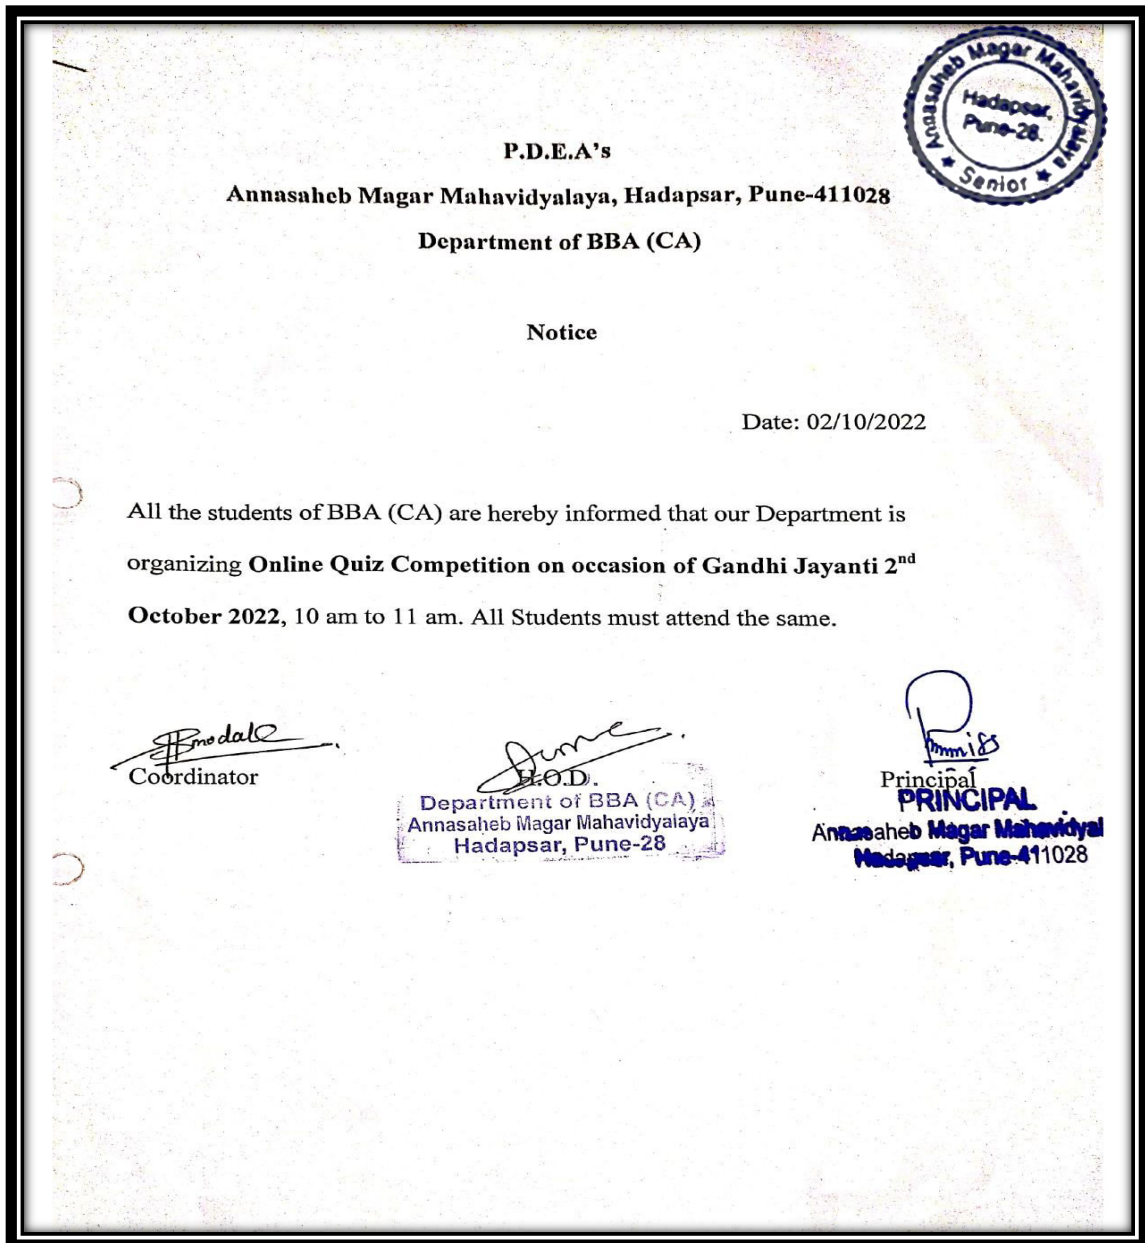 Annasaheb Magar Mahavidyalaya
Hadapsar,
Pune-28.
★ Senior ★
P.D.E.A's
Annasaheb Magar Mahavidyalaya, Hadapsar, Pune-411028
Department of BBA (CA)
Notice
Date: 02/10/2022
All the students of BBA (CA) are hereby informed that our Department is
organizing Online Quiz Competition on occasion of Gandhi Jayanti 2nd
October 2022, 10 am to 11 am. All Students must attend the same.
Coordinator
H.O.D.
Department of BBA (CA)
Annasaheb Magar Mahavidyalaya
Hadapsar, Pune-28
Principal
PRINCIPAL
Annasaheb Magar Mahavidyal
Hadapsar, Pune-411028